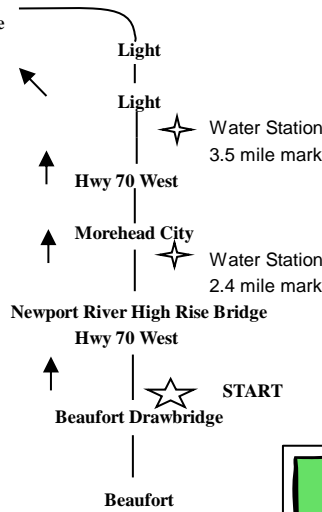 e
Light
Light
Water Station
3.5 mile mark
Hwy 70 West
Morehead City
Water Station
2.4 mile mark
Newport River High Rise Bridge
Hwy 70 West
START
Beaufort Drawbridge
Beaufort